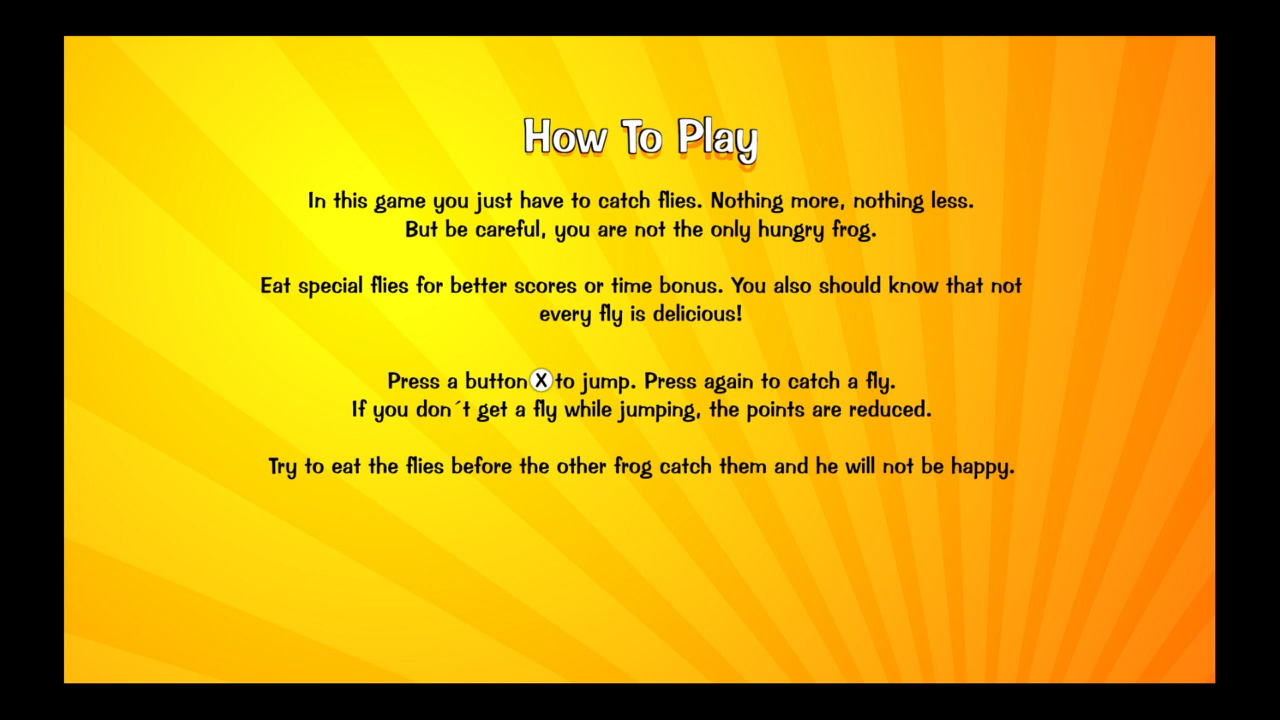 How To Play
In this game you just have to catch flies. Nothing more, nothing less.
But be careful, you are not the only hungry frog.
Eat special flies for better scores or time bonus. You also should know that not
every fly is delicious!
Press a button X to jump. Press again to catch a fly.
If you don´t get a fly while jumping, the points are reduced.
Try to eat the flies before the other frog catch them and he will not be happy.